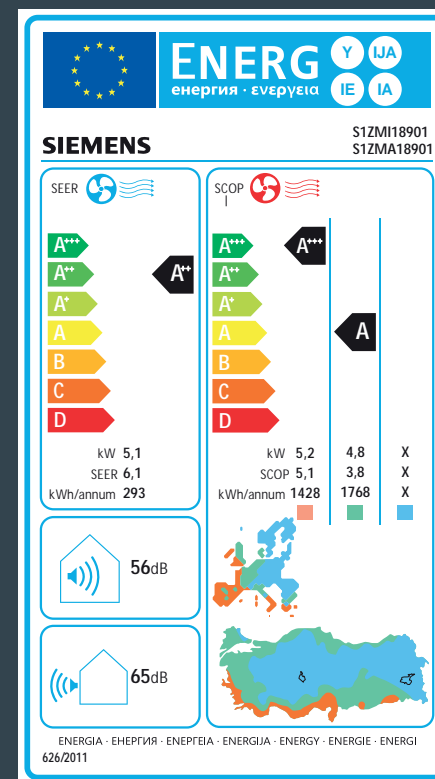 ENERG
енергия · ενεργεια
Y IJA
IE IA
SIEMENS
S1ZMI18901
S1ZMA18901
SEER
SCOP
I
A+++ A+++ A+++
A++ A++ A++
A+ A+
A A A
B B
C C
D D
kW 5,1 kW 5,2 4,8 X
SEER 6,1 SCOP 5,1 3,8 X
kWh/annum 293 kWh/annum 1428 1768 X
56dB
65dB
ENERGIA · ЕНЕРГИЯ · ΕΝΕΡΓΕΙΑ · ENERGIJA · ENERGY · ENERGIE · ENERGI
626/2011